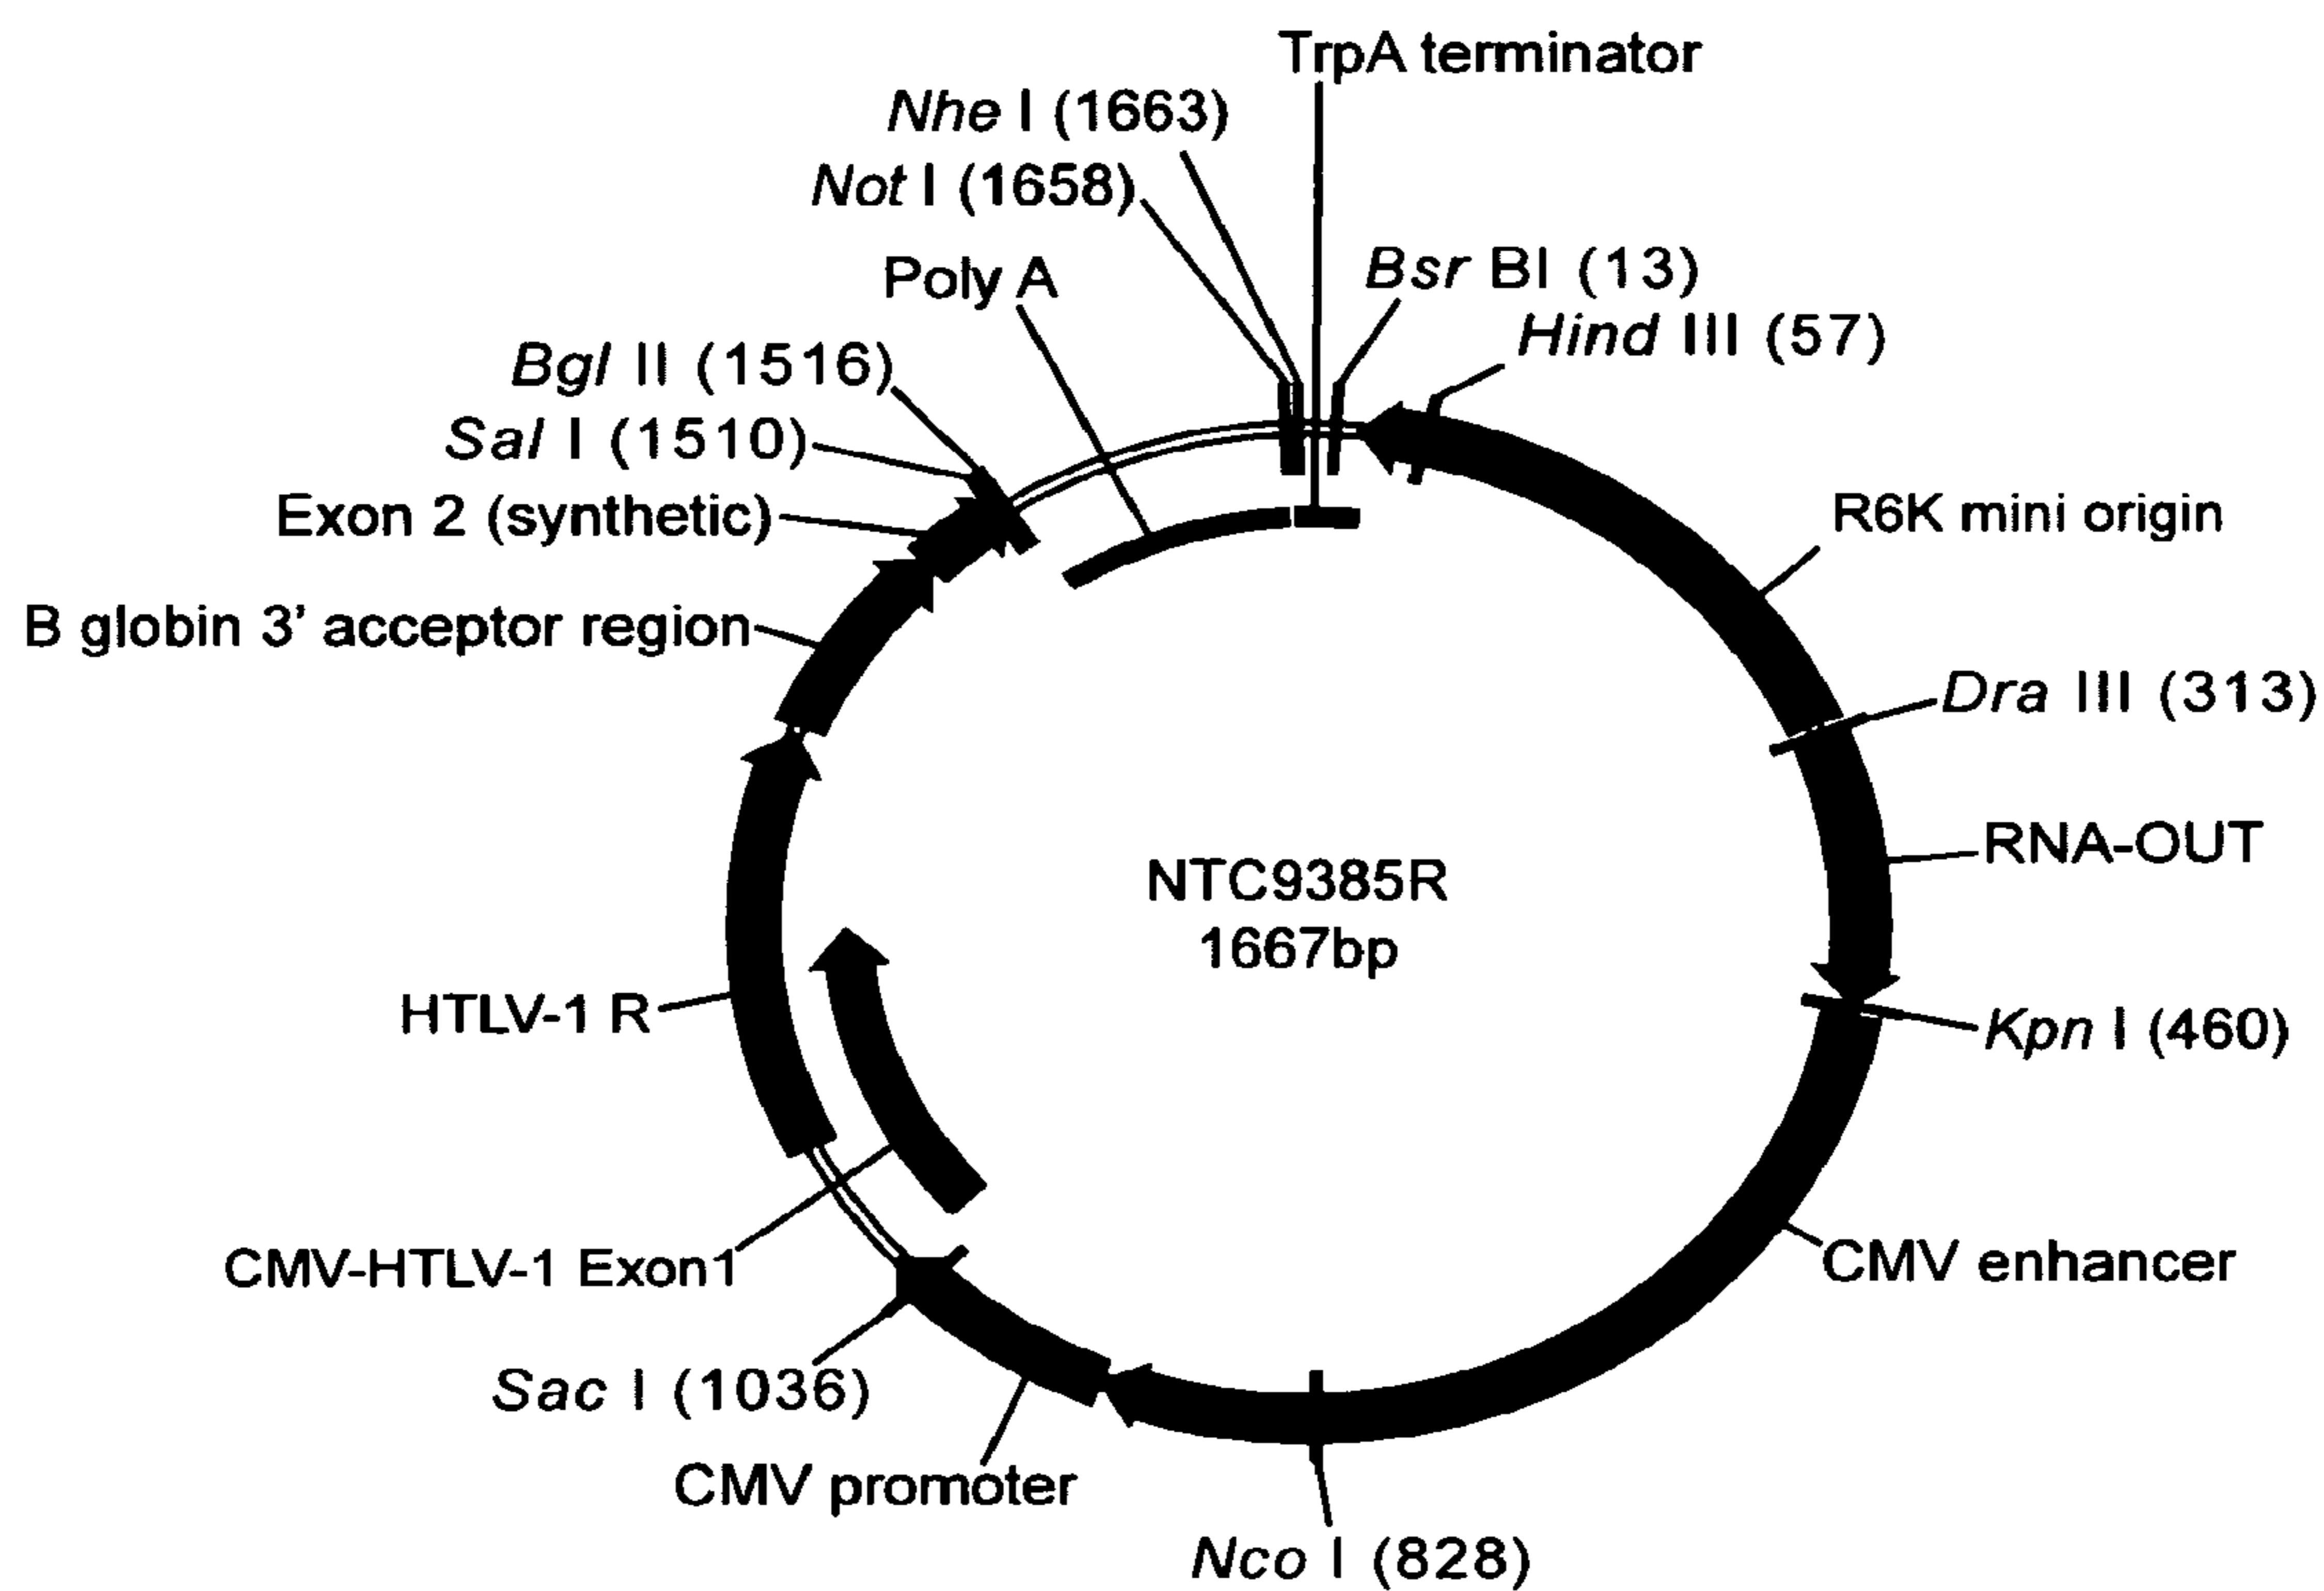 TrpA terminator
Nhe I (1663)
Not I (1658)
Bsr BI (13)
Poly A
Hind III (57)
Bgl II (1516)
Sal I (1510)
Exon 2 (synthetic)
R6K mini origin
B globin 3’ acceptor region
Dra III (313)
RNA-OUT
NTC9385R
1667bp
HTLV-1 R
Kpn I (460)
CMV-HTLV-1 Exon1
CMV enhancer
Sac I (1036)
CMV promoter
Nco I (828)